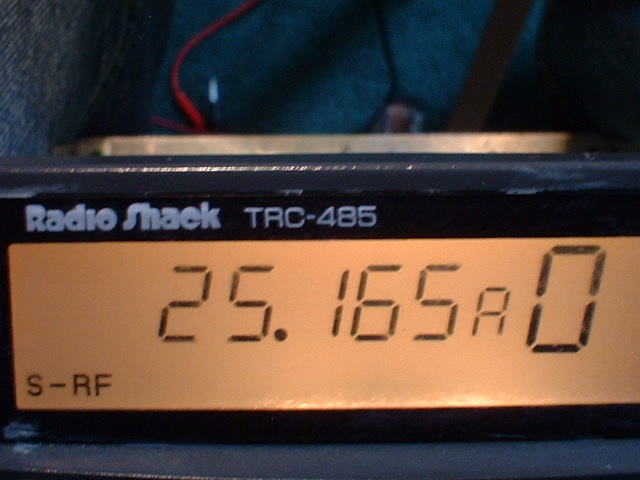 Radio Shack TRC-485
25.165A0
S-RF